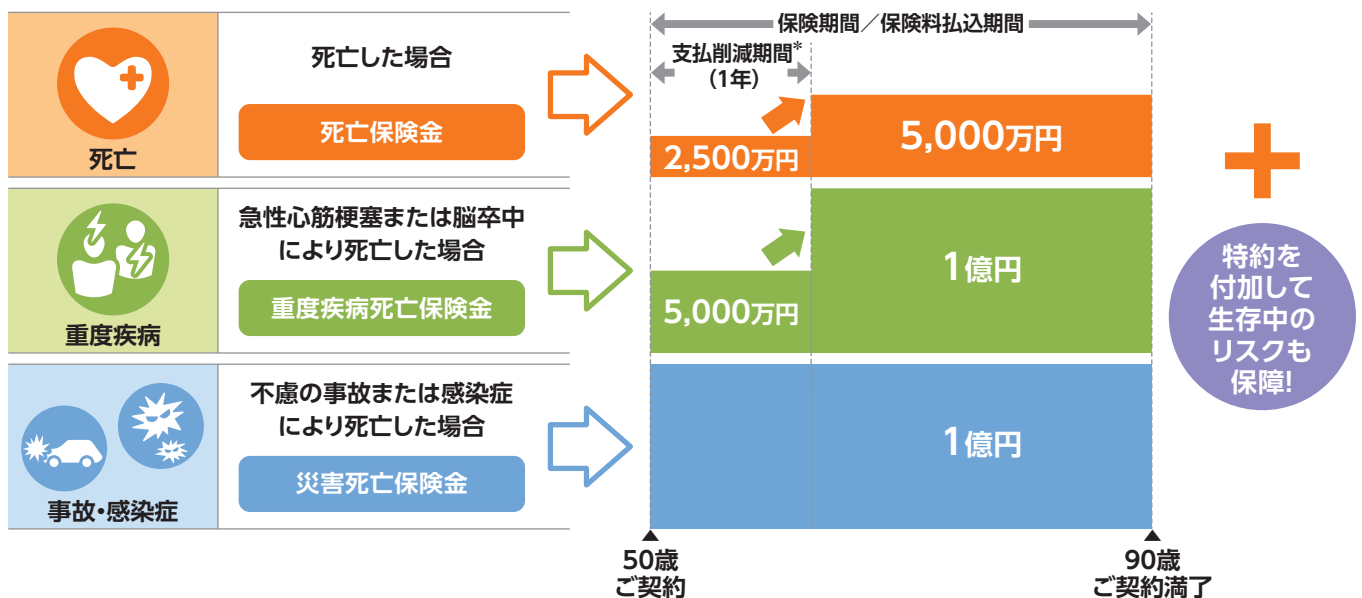 保険期間／保険料払込期間
支払削減期間*
（1年）
死亡
死亡した場合
死亡保険金
2,500万円
5,000万円
重度疾病
急性心筋梗塞または脳卒中
により死亡した場合
重度疾病死亡保険金
5,000万円
1億円
事故・感染症
不慮の事故または感染症
により死亡した場合
災害死亡保険金
1億円
50歳
ご契約
90歳
ご契約満了
特約を
付加して
生存中の
リスクも
保障!